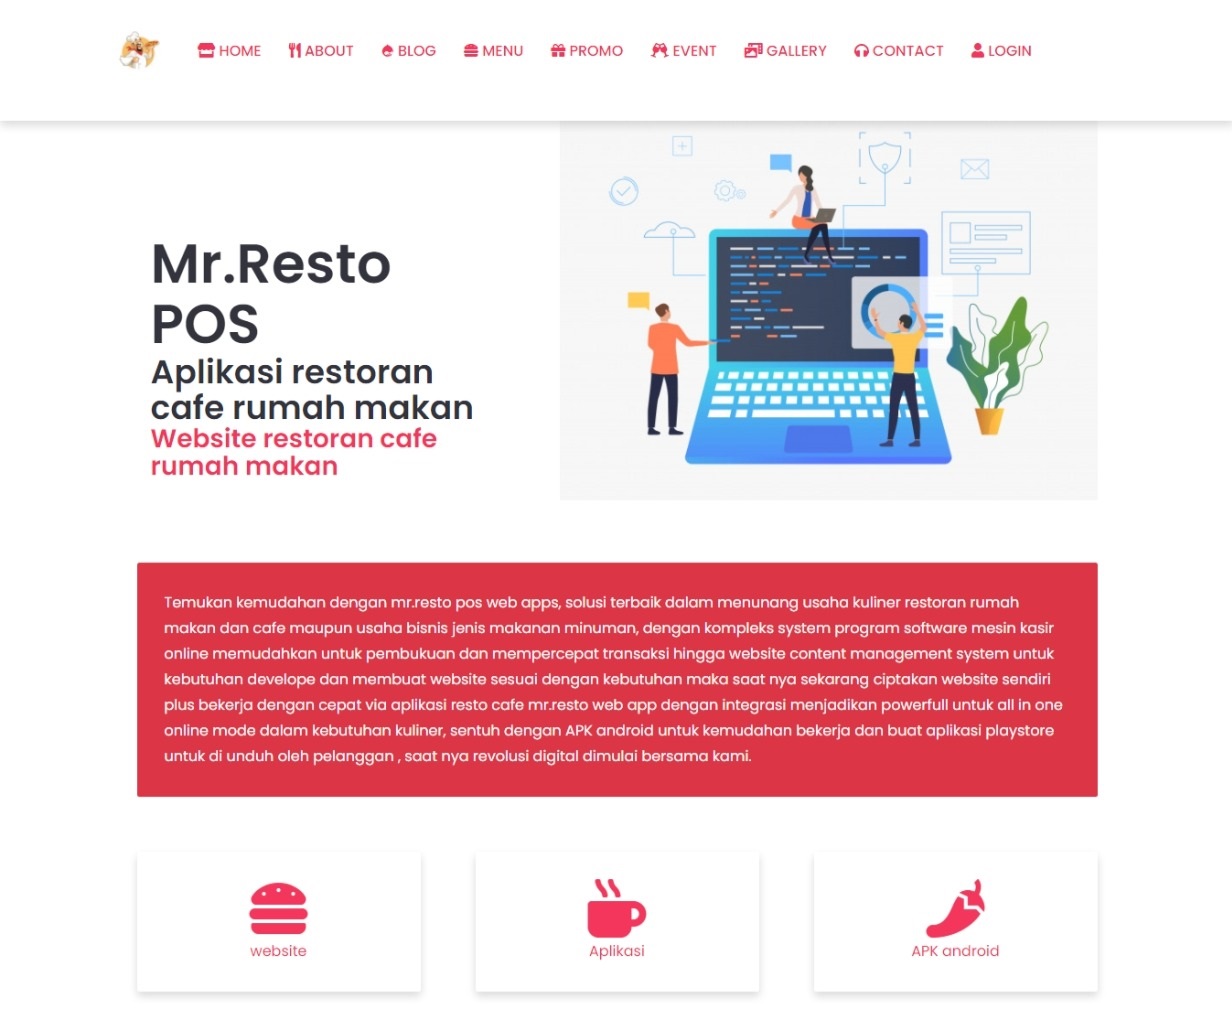 HOME ABOUT BLOG MENU PROMO EVENT GALLERY CONTACT LOGIN
Mr.Resto
POS
Aplikasi restoran
cafe rumah makan
Website restoran cafe
rumah makan
Temukan kemudahan dengan mr.resto pos web apps, solusi terbaik dalam menunang usaha kuliner restoran rumah
makan dan cafe maupun usaha bisnis jenis makanan minuman, dengan kompleks system program software mesin kasir
online memudahkan untuk pembukuan dan mempercepat transaksi hingga website content management system untuk
kebutuhan develope dan membuat website sesuai dengan kebutuhan maka saat nya sekarang ciptakan website sendiri
plus bekerja dengan cepat via aplikasi resto cafe mr.resto web app dengan integrasi menjadikan powerfull untuk all in one
online mode dalam kebutuhan kuliner, sentuh dengan APK android untuk kemudahan bekerja dan buat aplikasi playstore
untuk di unduh oleh pelanggan , saat nya revolusi digital dimulai bersama kami.
website
Aplikasi
APK android